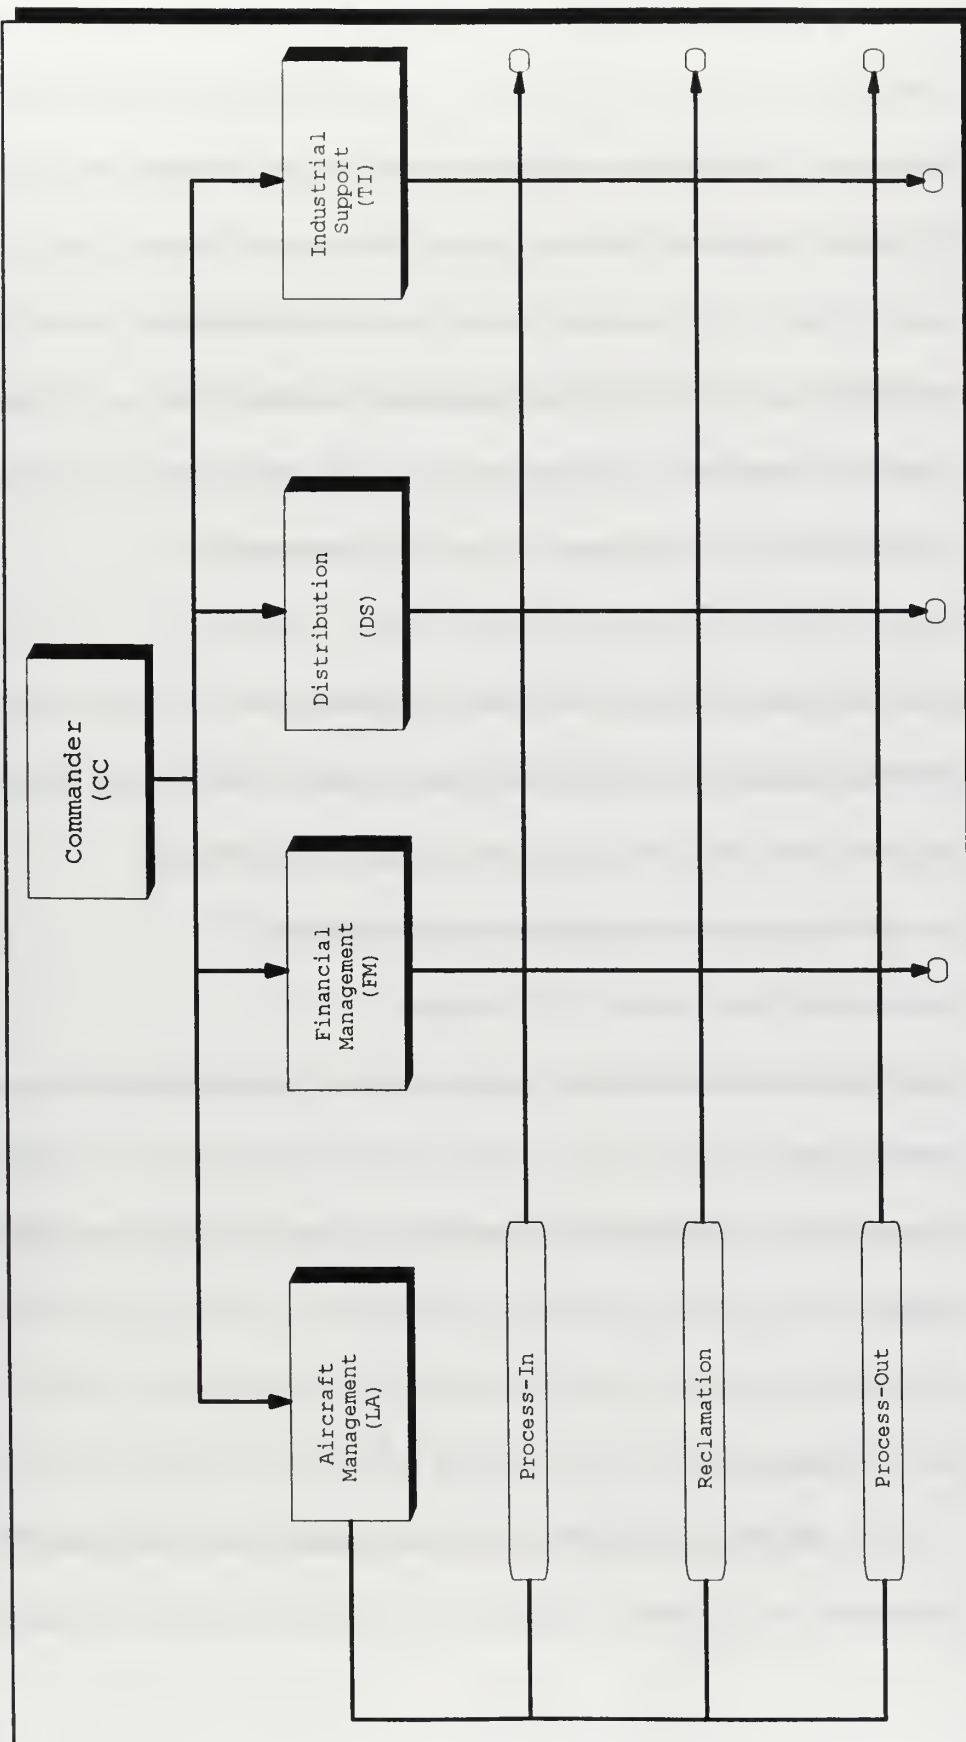 Commander
(CC
Aircraft
Management
(LA)
Financial
Management
(FM)
Distribution
(DS)
Industrial
Support
(TI)
Process-In
Reclamation
Process-Out